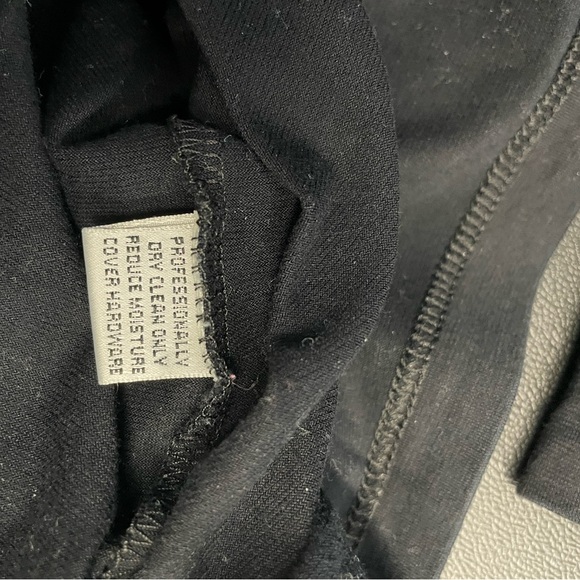 PROFESSIONALLY
DRY CLEAN ONLY
REDUCE MOISTURE
COVER HARDWARE